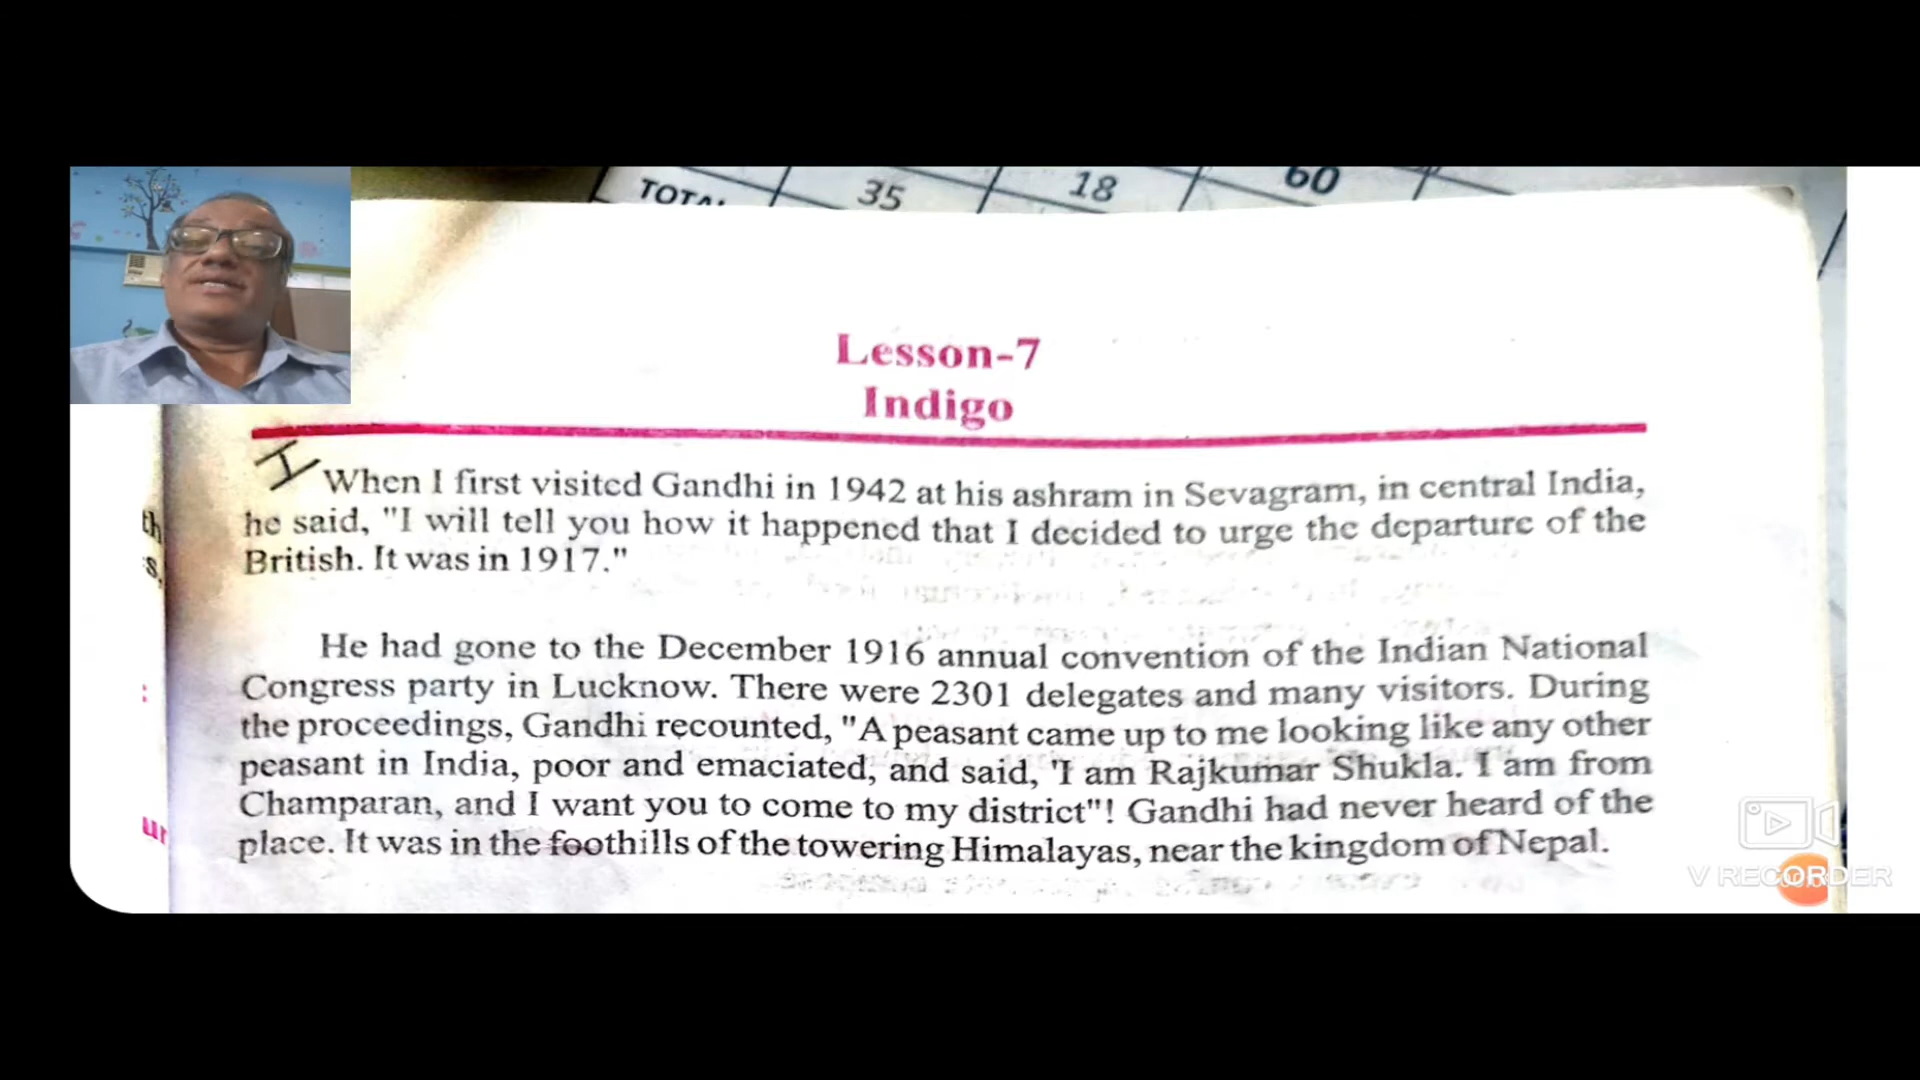 TOTAL 35 18 60
Lesson-7
Indigo
I
When I first visited Gandhi in 1942 at his ashram in Sevagram, in central India,
he said, "I will tell you how it happened that I decided to urge the departure of the
British. It was in 1917."
He had gone to the December 1916 annual convention of the Indian National
Congress party in Lucknow. There were 2301 delegates and many visitors. During
the proceedings, Gandhi recounted, "A peasant came up to me looking like any other
peasant in India, poor and emaciated, and said, 'I am Rajkumar Shukla. I am from
Champaran, and I want you to come to my district"! Gandhi had never heard of the
place. It was in the foothills of the towering Himalayas, near the kingdom of Nepal.
th
s,
:
ur
V RECORDER